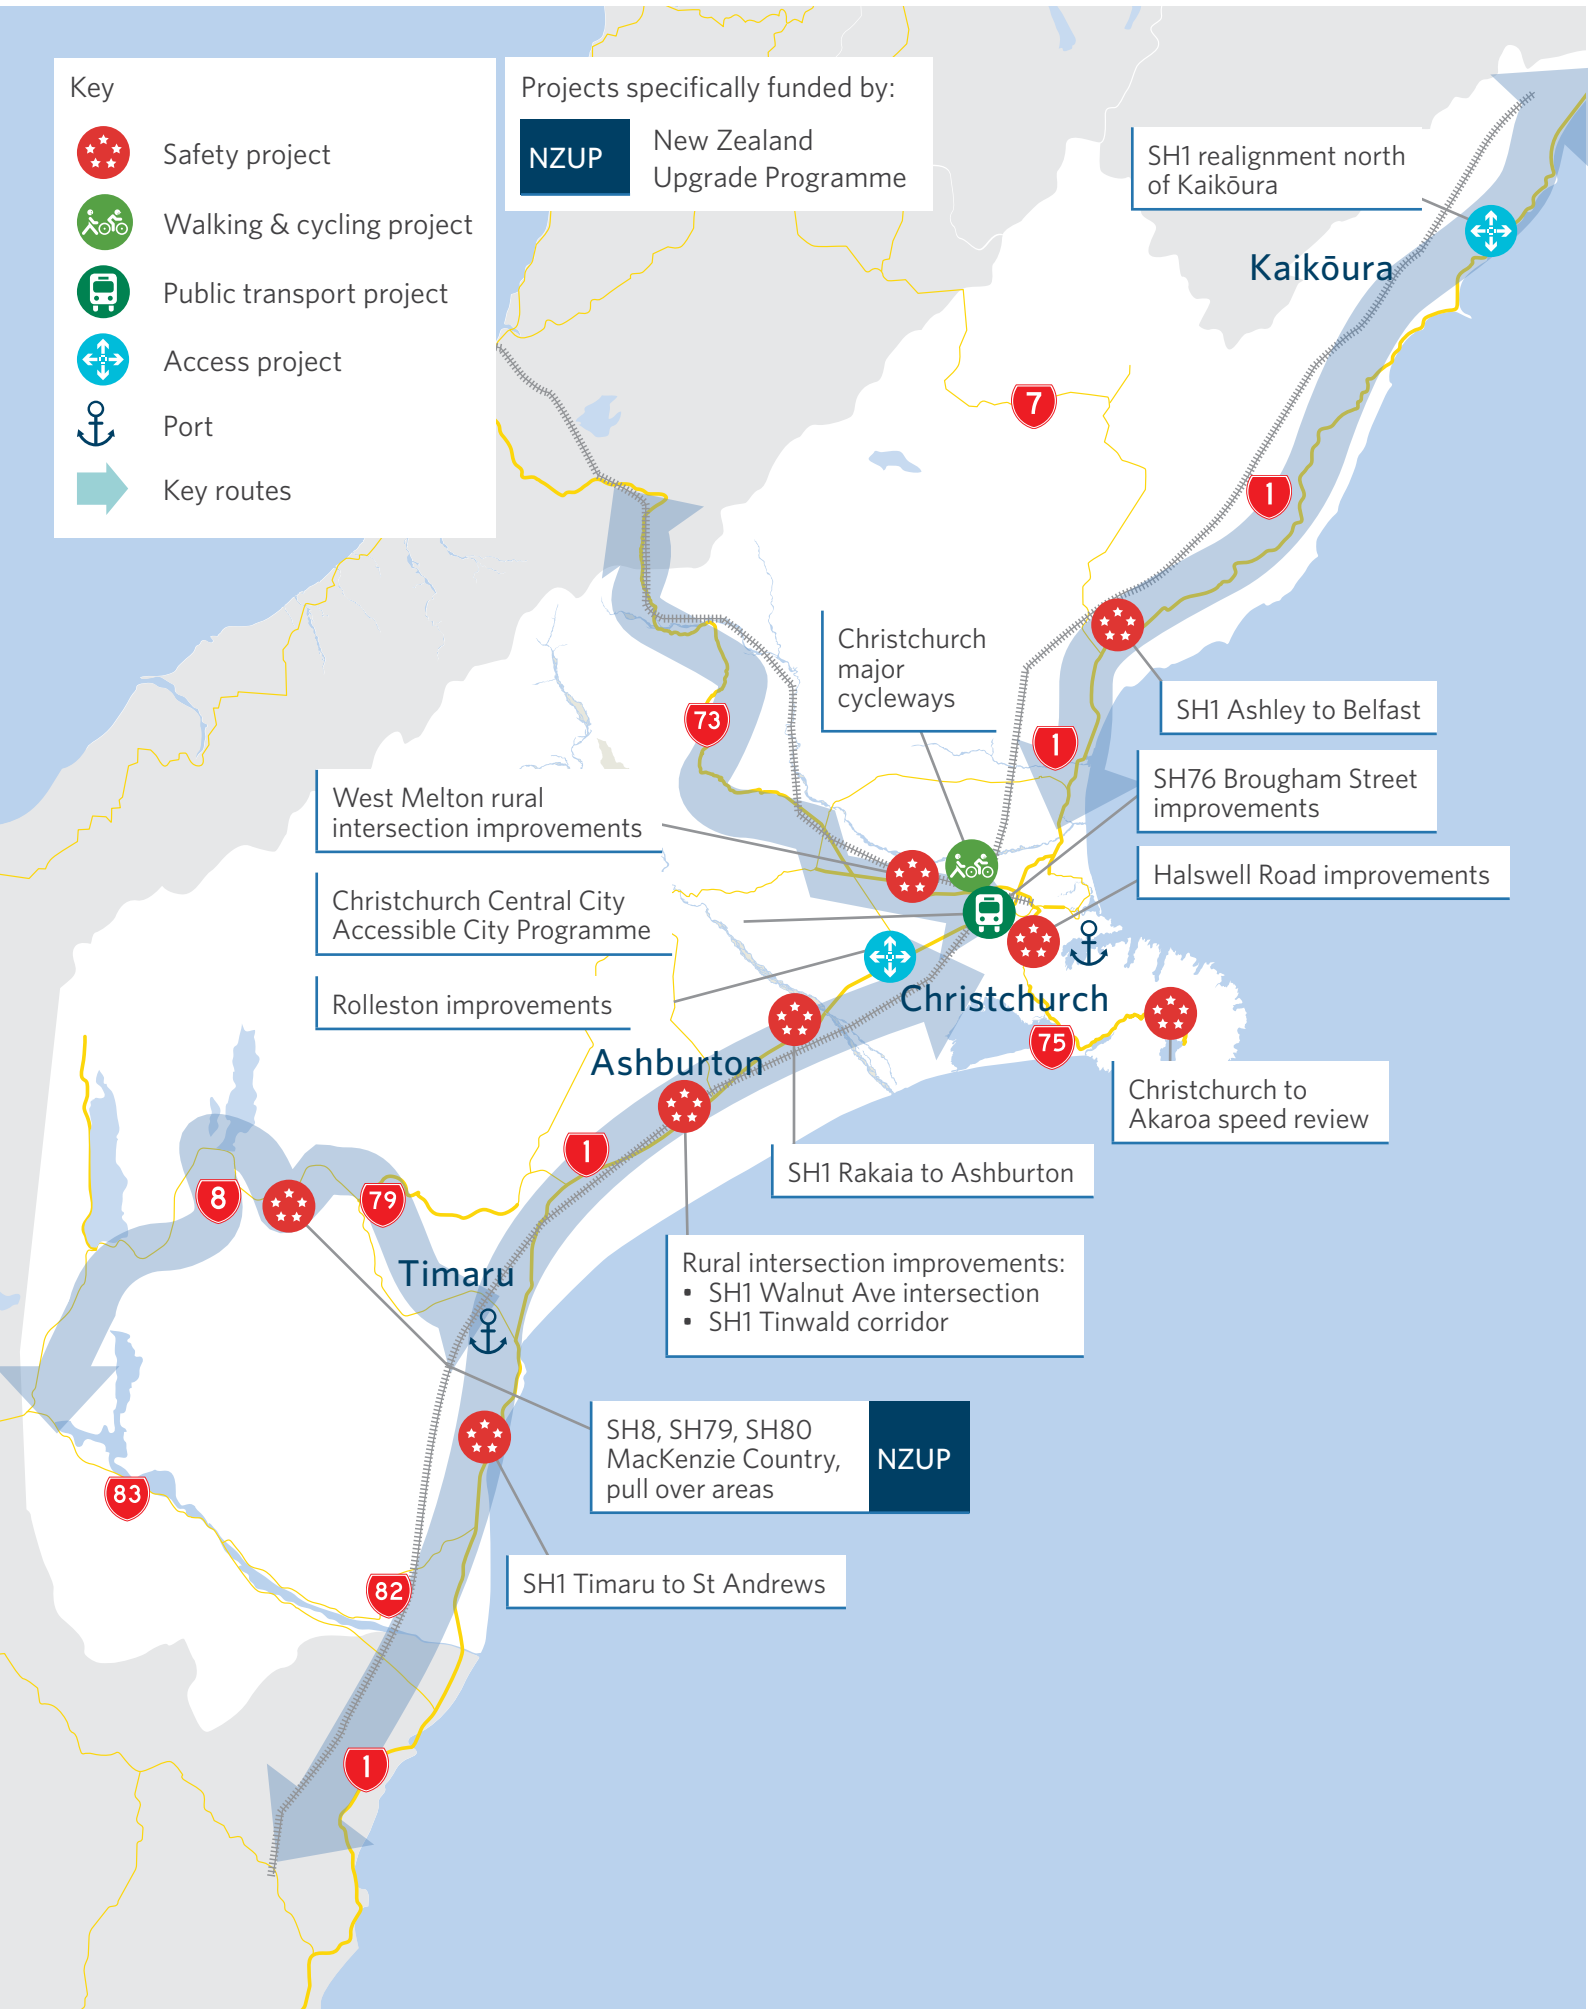 Key
Safety project
Walking & cycling project
Public transport project
Access project
Port
Key routes
Projects specifically funded by:
NZUP
New Zealand
Upgrade Programme
SH1 realignment north
of Kaikōura
Kaikōura
7
1
Christchurch
major
cycleways
73
1
SH1 Ashley to Belfast
SH76 Brougham Street
improvements
West Melton rural
intersection improvements
Halswell Road improvements
Christchurch Central City
Accessible City Programme
Rolleston improvements
Christchurch
75
Ashburton
Christchurch to
Akaroa speed review
1
SH1 Rakaia to Ashburton
8
79
Timaru
Rural intersection improvements:
• SH1 Walnut Ave intersection
• SH1 Tinwald corridor
SH8, SH79, SH80
MacKenzie Country,
pull over areas
NZUP
83
SH1 Timaru to St Andrews
82
1